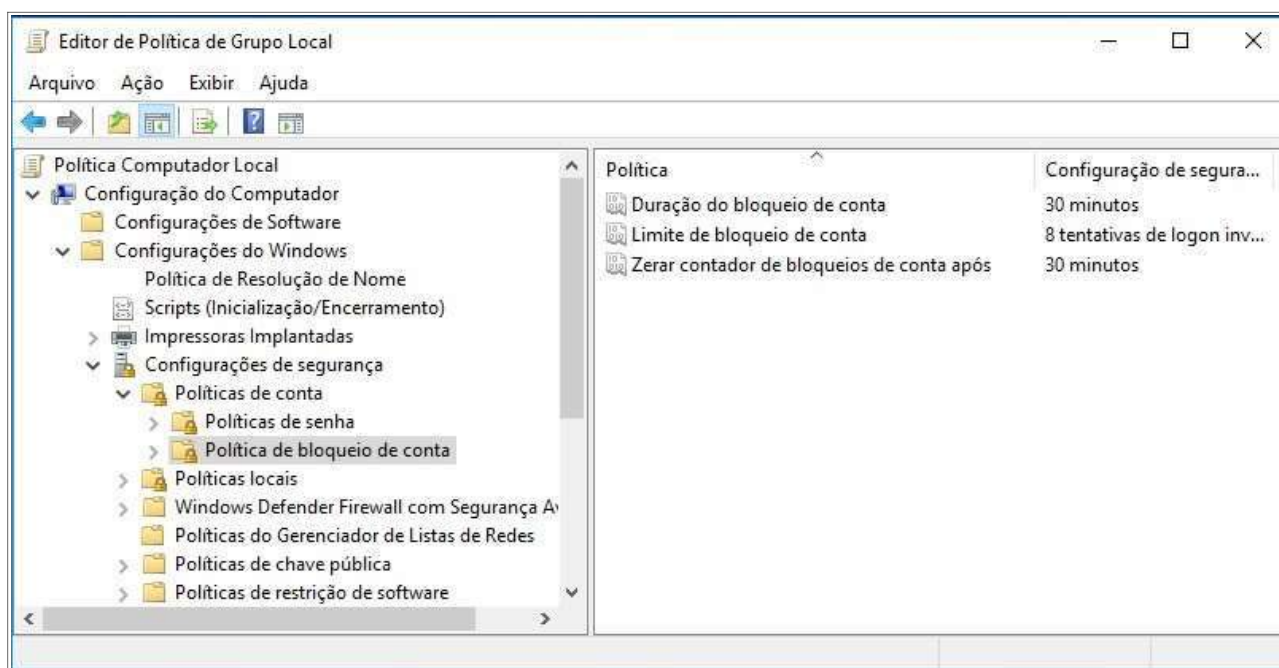 Editor de Política de Grupo Local
Arquivo Ação Exibir Ajuda
Política Computador Local
Configuração do Computador
Configurações de Software
Configurações do Windows
Política de Resolução de Nome
Scripts (Inicialização/Encerramento)
Impressoras Implantadas
Configurações de segurança
Políticas de conta
Políticas de senha
Política de bloqueio de conta
Políticas locais
Windows Defender Firewall com Segurança Av
Políticas do Gerenciador de Listas de Redes
Políticas de chave pública
Políticas de restrição de software
Política Configuração de segura...
Duração do bloqueio de conta 30 minutos
Limite de bloqueio de conta 8 tentativas de logon inv...
Zerar contador de bloqueios de conta após 30 minutos